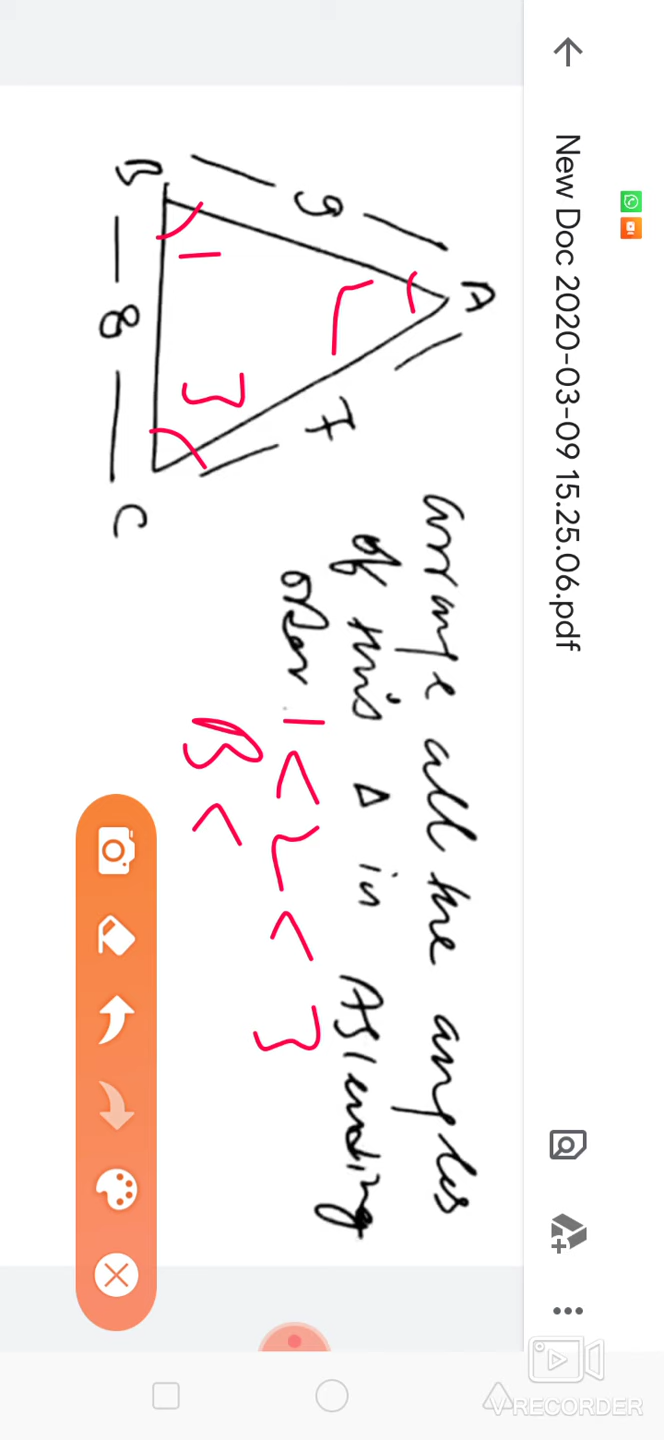 New Doc 2020-03-09 15.25.06.pdf
A
9
7
1
2
3
B
8
C
arrange all the angles
of this Δ in Ascending
order
1 < 2 < 3
B <
VRECORDER